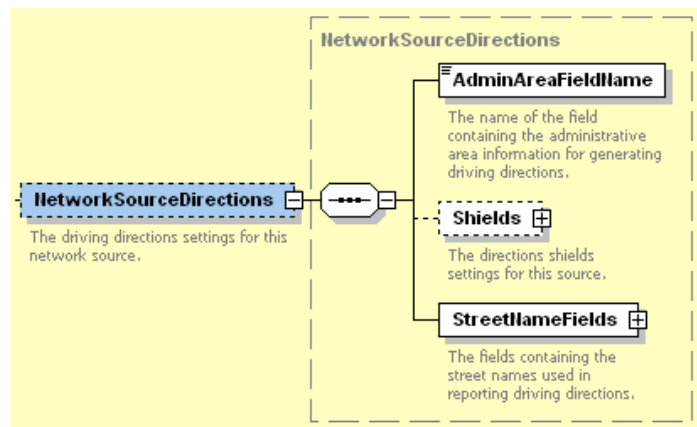 NetworkSourceDirections
AdminAreaFieldName
The name of the field
containing the administrative
area information for generating
driving directions.
NetworkSourceDirections
The driving directions settings for this
network source.
Shields
The directions shields
settings for this source.
StreetNameFields
The fields containing the
street names used in
reporting driving directions.